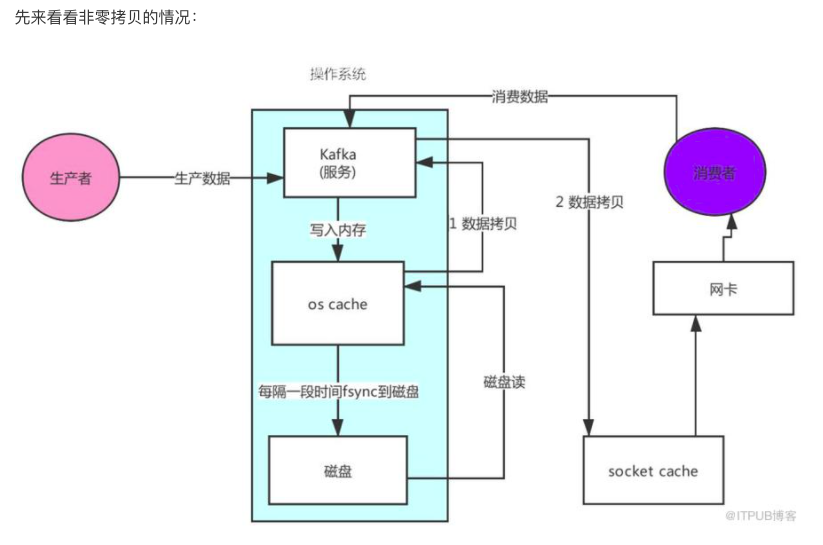 先来看看非零拷贝的情况：
操作系统
消费数据
Kafka
(服务)
生产者
生产数据
消费者
2 数据拷贝
1 数据拷贝
写入内存
网卡
os cache
磁盘读
每隔一段时间fsync到磁盘
磁盘
socket cache
@ITPUB博客